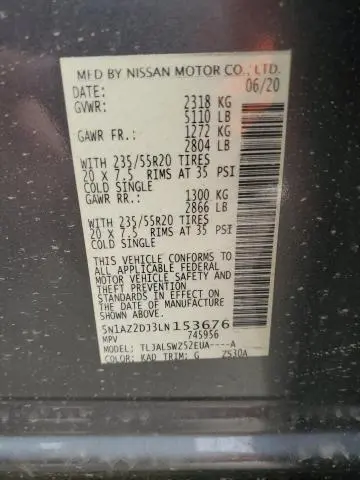 MFD BY NISSAN MOTOR CO., LTD.
DATE: 06/20
GVWR: 2318 KG
5110 LB
GAWR FR.: 1272 KG
2804 LB
WITH 235/55R20 TIRES
20 X 7.5 RIMS AT 35 PSI
COLD SINGLE
GAWR RR.: 1300 KG
2866 LB
WITH 235/55R20 TIRES
20 X 7.5 RIMS AT 35 PSI
COLD SINGLE
THIS VEHICLE CONFORMS TO
ALL APPLICABLE FEDERAL
MOTOR VEHICLE SAFETY AND
THEFT PREVENTION
STANDARDS IN EFFECT ON
THE DATE OF MANUFACTURE
SHOWN ABOVE.
5N1AZ2DJ3LN153676
MPV 745956
MODEL: TLJALSWZ52EUA----A
COLOR: KAD TRIM: G Z530A